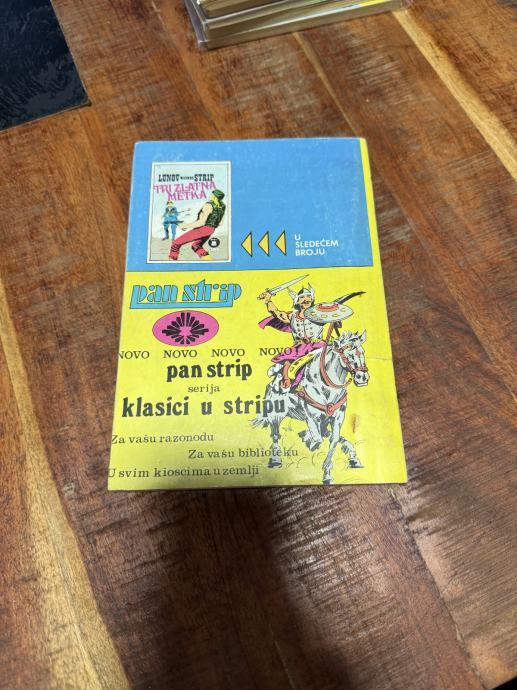 LUNOV MAGNUS STRIP
TRI ZLATNA
METKA
U
SLEDEĆEM
BROJU
pan strip
NOVO NOVO NOVO NOVO
pan strip
serija
klasici u stripu
Za vašu razonodu
Za vašu biblioteku
U svim kioscima u zemlji